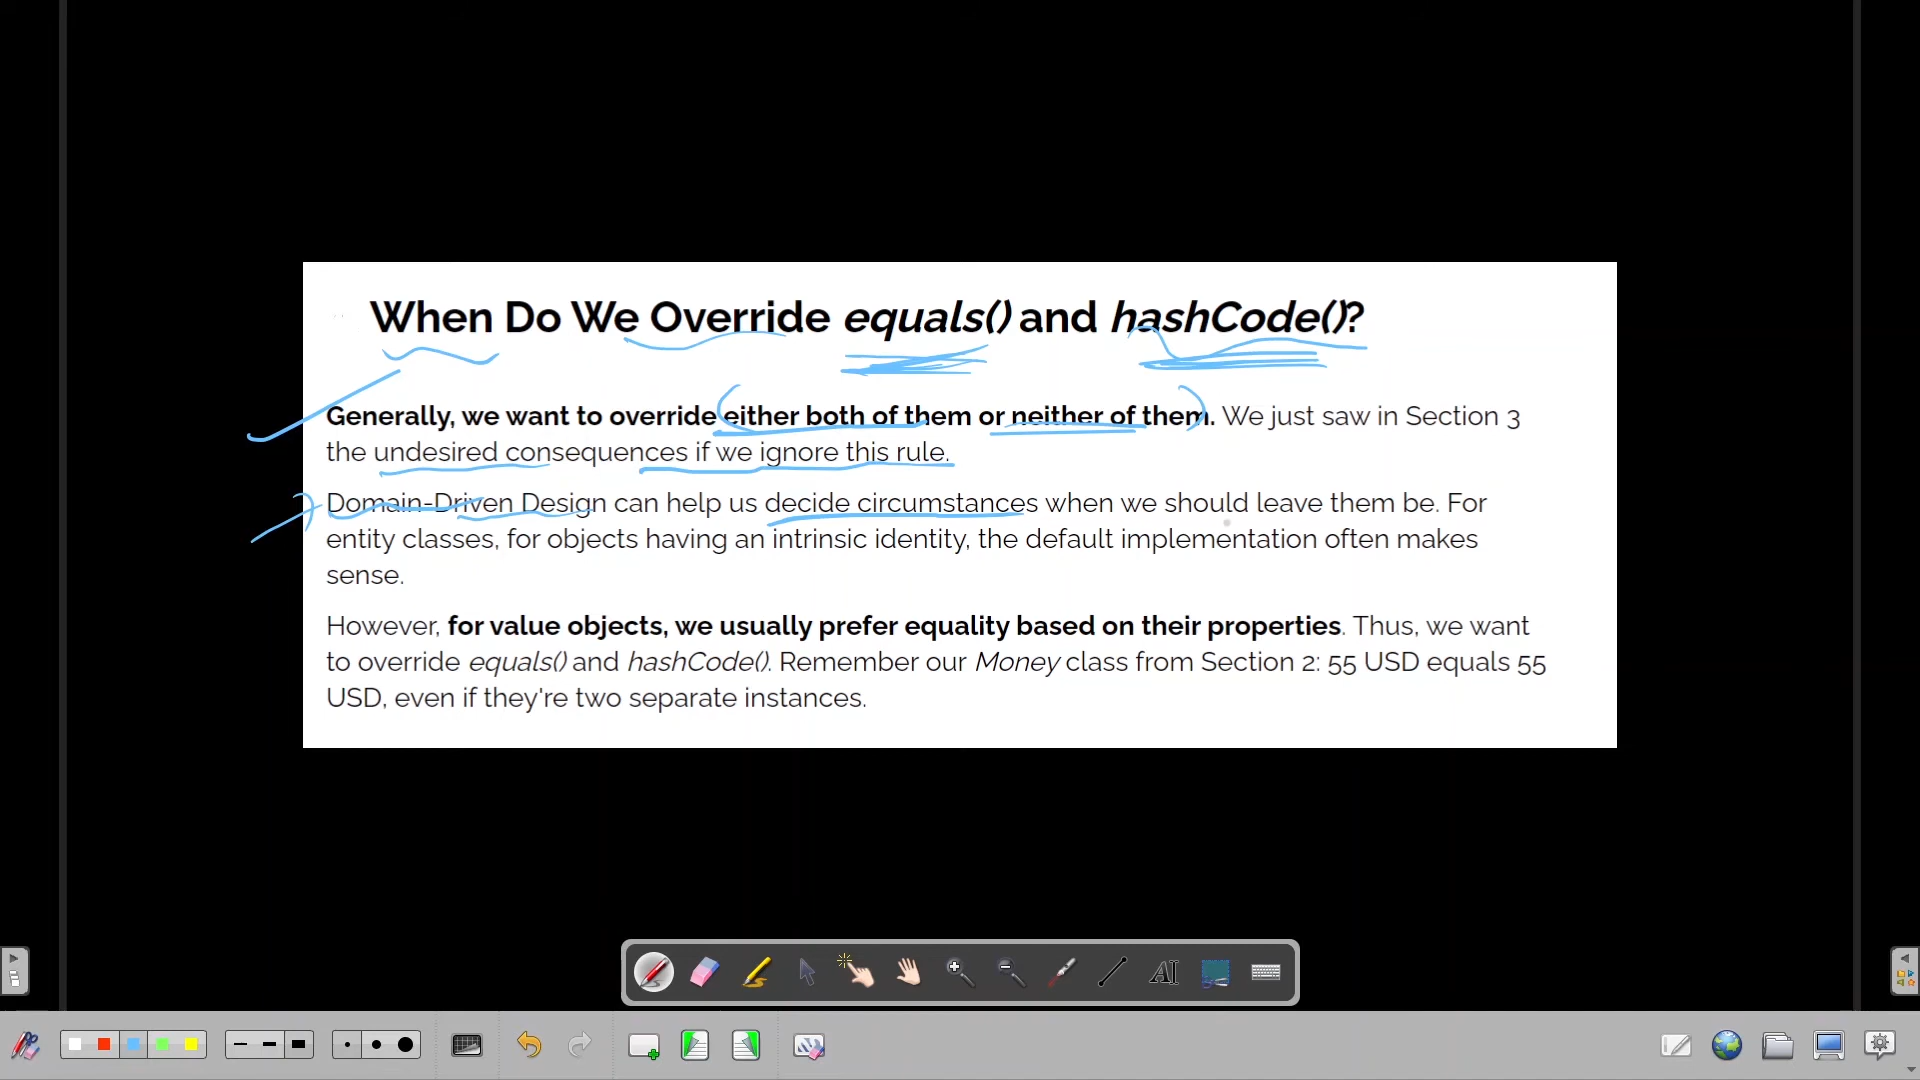 When Do We Override equals() and hashCode()?
Generally, we want to override either both of them or neither of them. We just saw in Section 3
the undesired consequences if we ignore this rule.
Domain-Driven Design can help us decide circumstances when we should leave them be. For
entity classes, for objects having an intrinsic identity, the default implementation often makes
sense.
However, for value objects, we usually prefer equality based on their properties. Thus, we want
to override equals() and hashCode(). Remember our Money class from Section 2: 55 USD equals 55
USD, even if they're two separate instances.
AI